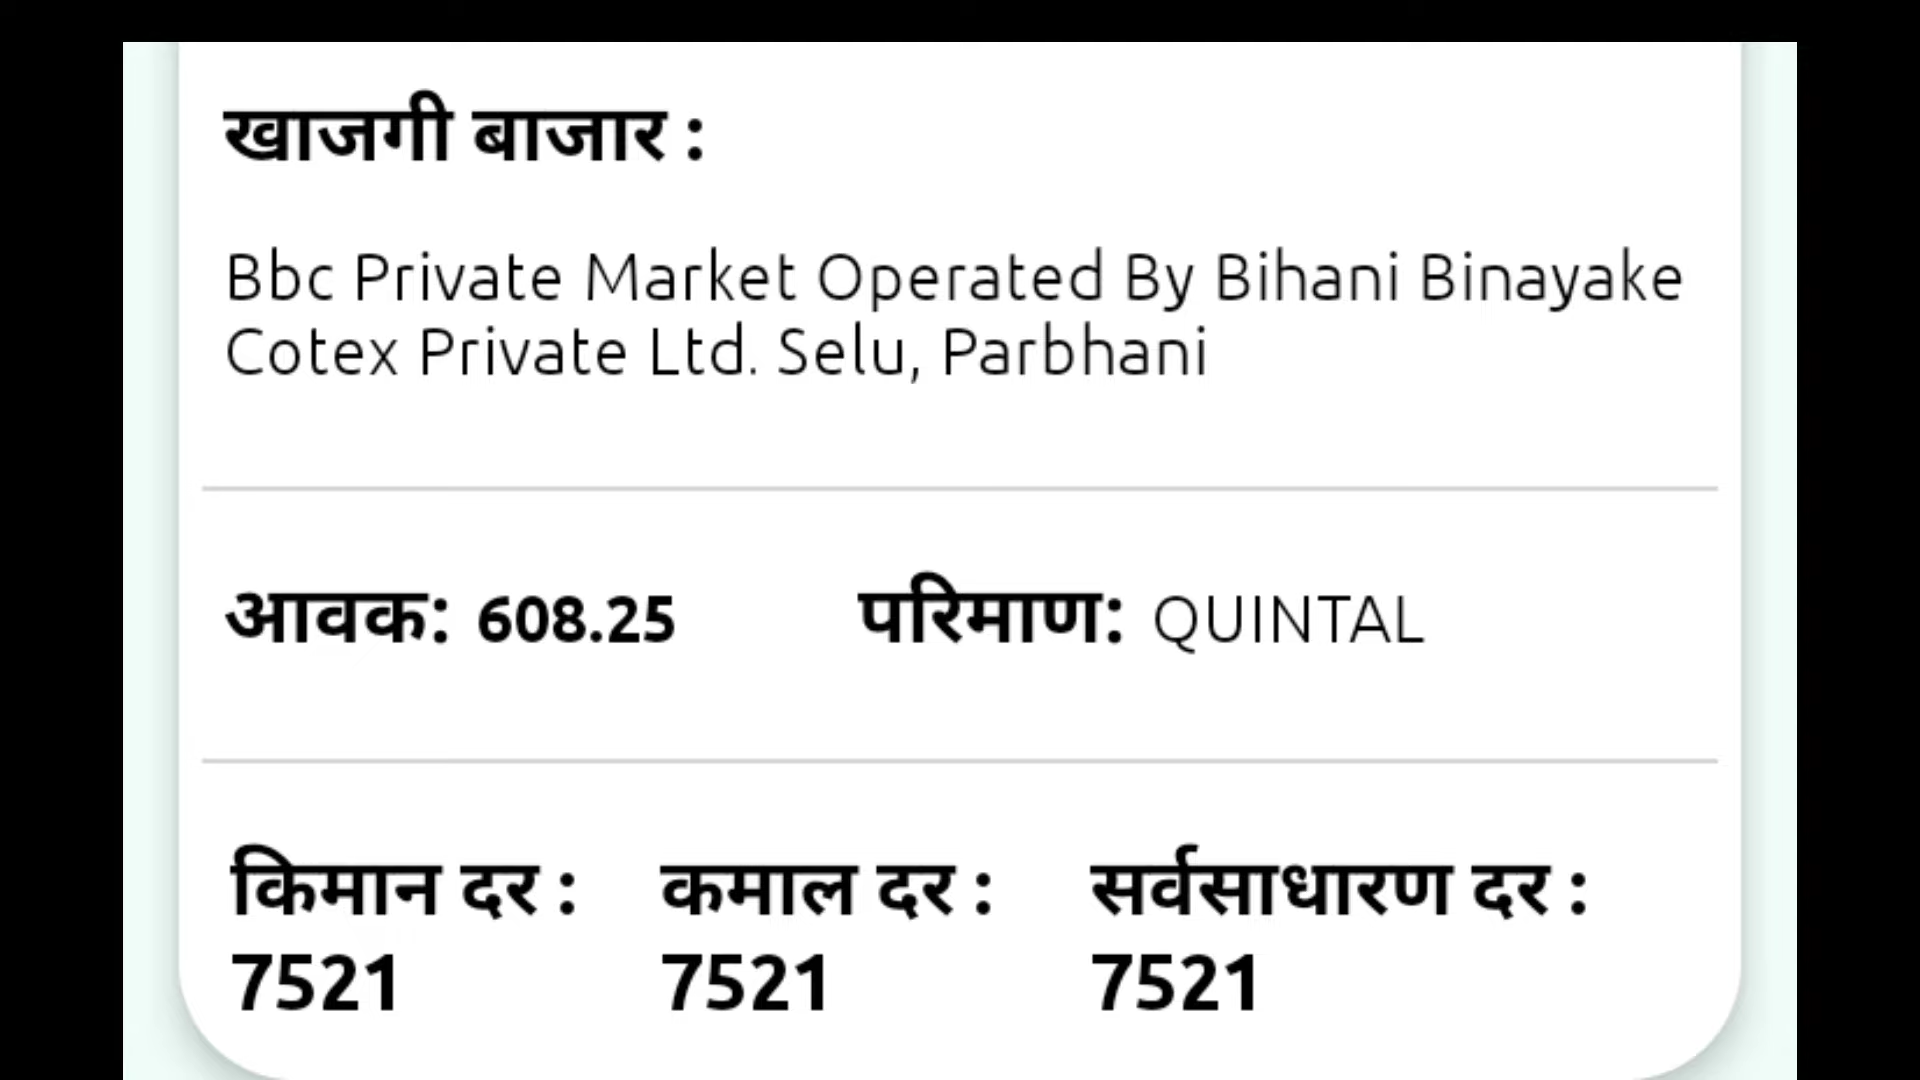 खाजगी बाजार :
Bbc Private Market Operated By Bihani Binayake
Cotex Private Ltd. Selu, Parbhani
आवक: 608.25 परिमाण: QUINTAL
किमान दर : कमाल दर : सर्वसाधारण दर :
7521 7521 7521